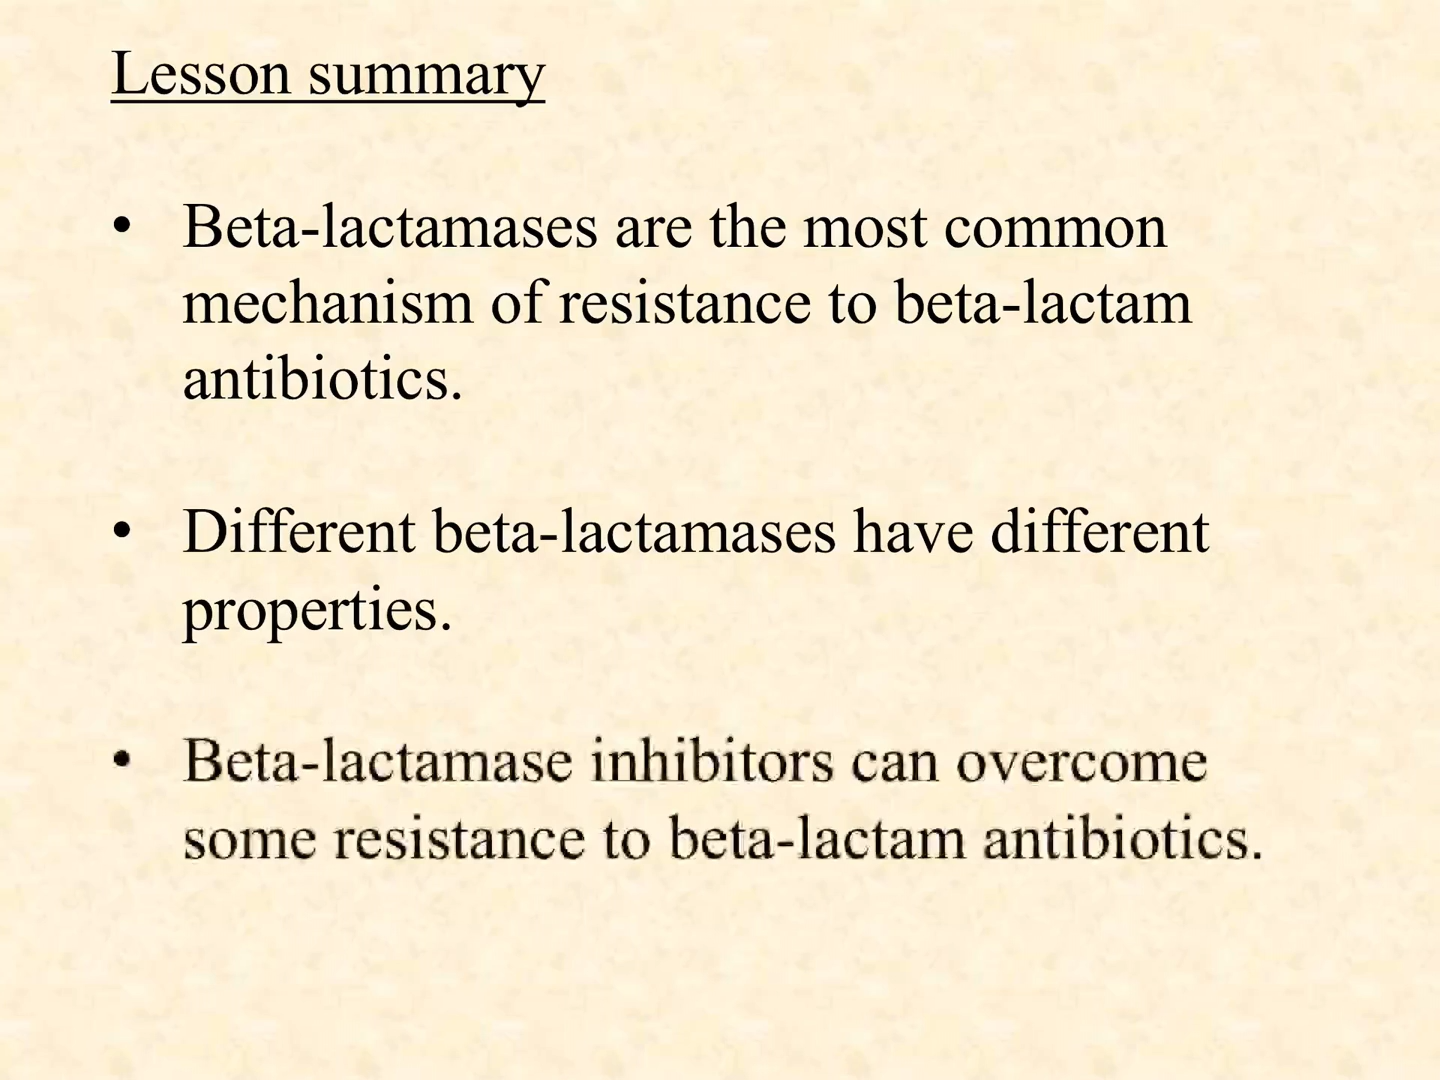 Lesson summary
• Beta-lactamases are the most common
mechanism of resistance to beta-lactam
antibiotics.
• Different beta-lactamases have different
properties.
• Beta-lactamase inhibitors can overcome
some resistance to beta-lactam antibiotics.